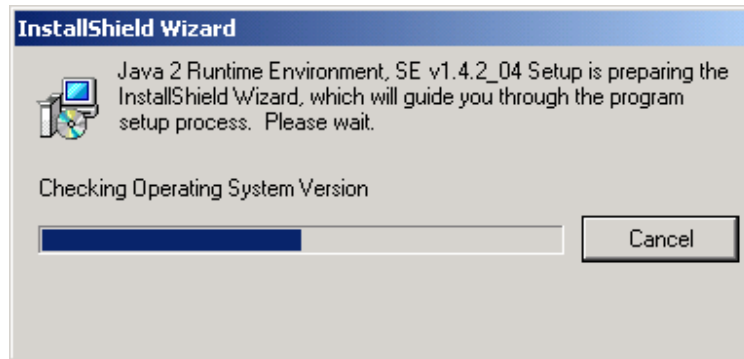 InstallShield Wizard
Java 2 Runtime Environment, SE v1.4.2_04 Setup is preparing the
InstallShield Wizard, which will guide you through the program
setup process.  Please wait.
Checking Operating System Version
Cancel